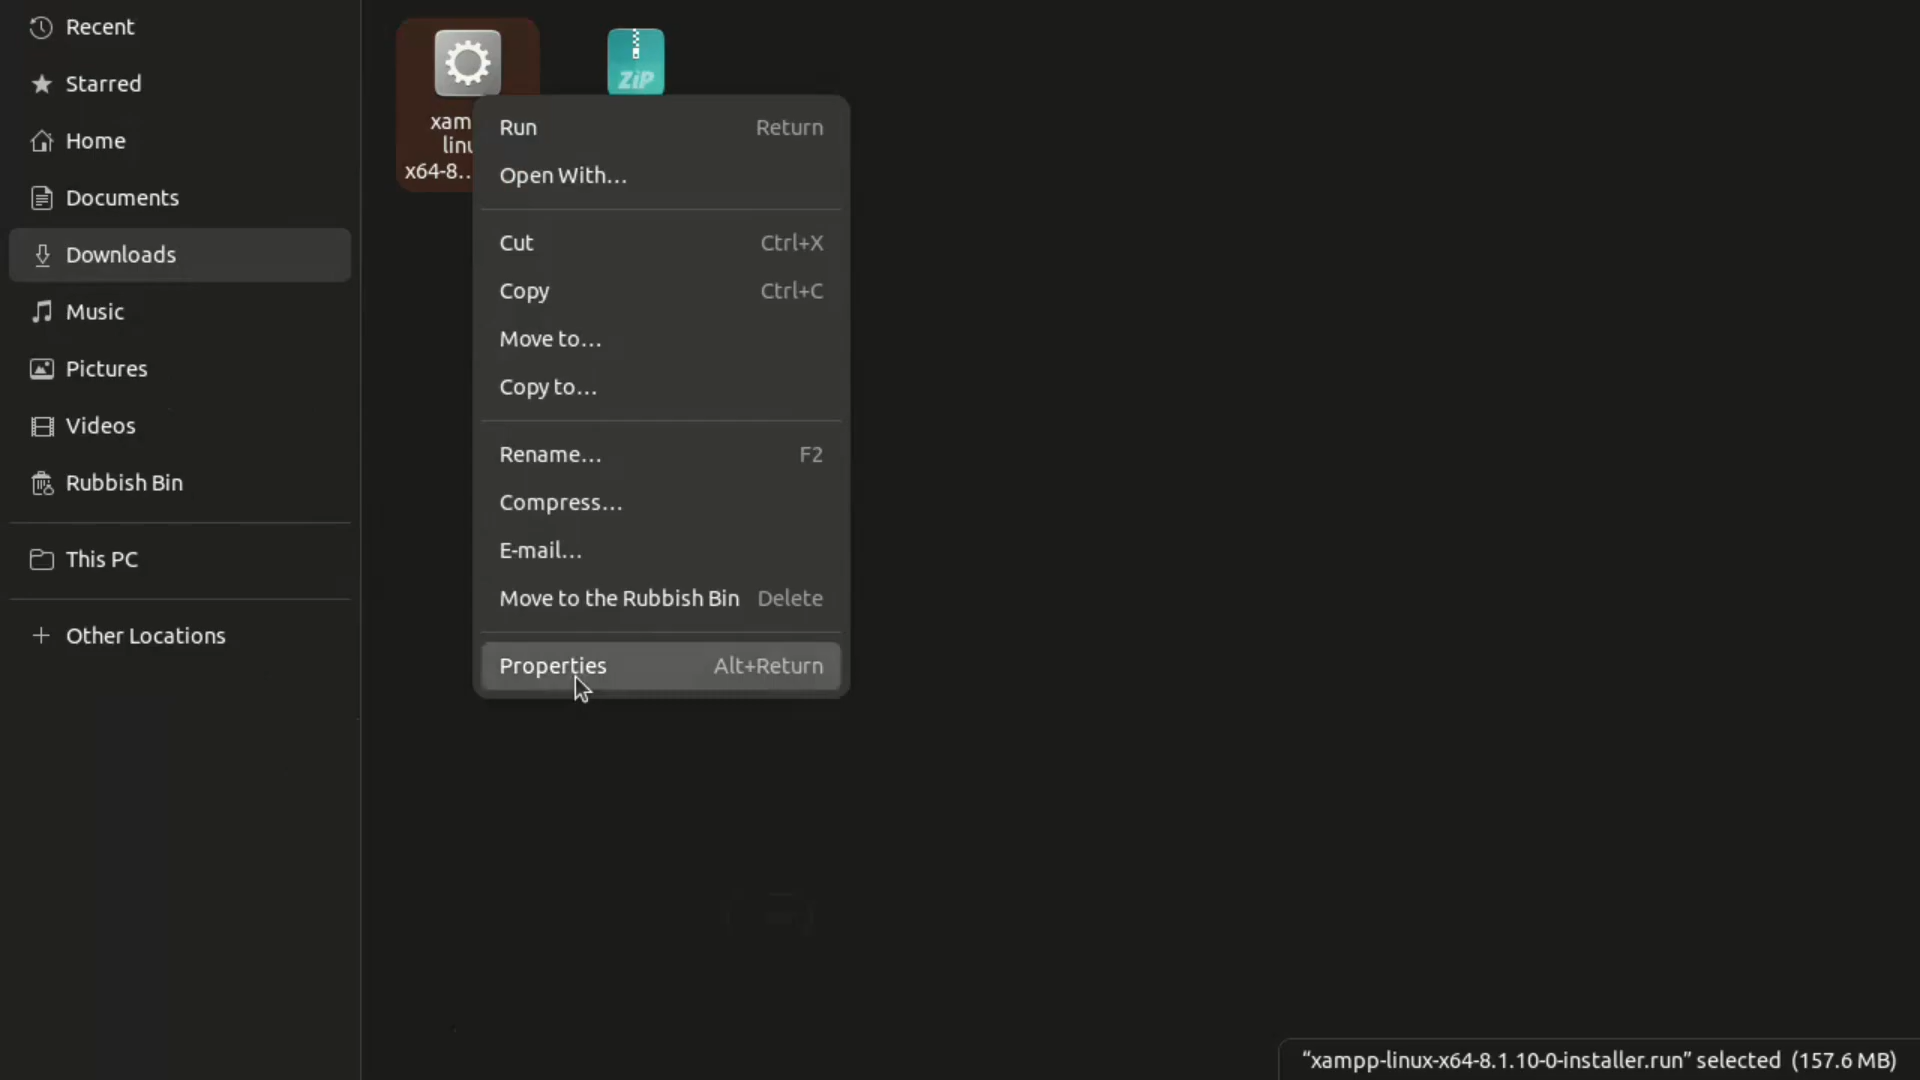 Recent
Starred
Home
Documents
Downloads
Music
Pictures
Videos
Rubbish Bin
This PC
+ Other Locations
xam
linu
x64-8...
ZiP
Run Return
Open With...
Cut Ctrl+X
Copy Ctrl+C
Move to...
Copy to...
Rename... F2
Compress...
E-mail...
Move to the Rubbish Bin Delete
Properties Alt+Return
“xampp-linux-x64-8.1.10-0-installer.run” selected (157.6 MB)